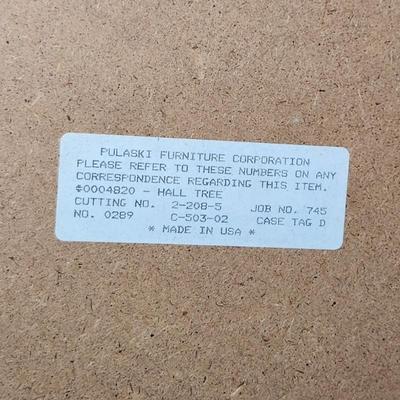 PULASKI FURNITURE CORPORATION
PLEASE REFER TO THESE NUMBERS ON ANY
CORRESPONDENCE REGARDING THIS ITEM.
#0004820 - HALL TREE
CUTTING NO. 2-208-5 JOB NO. 745
NO. 0289 C-503-02 CASE TAG D
* MADE IN USA *